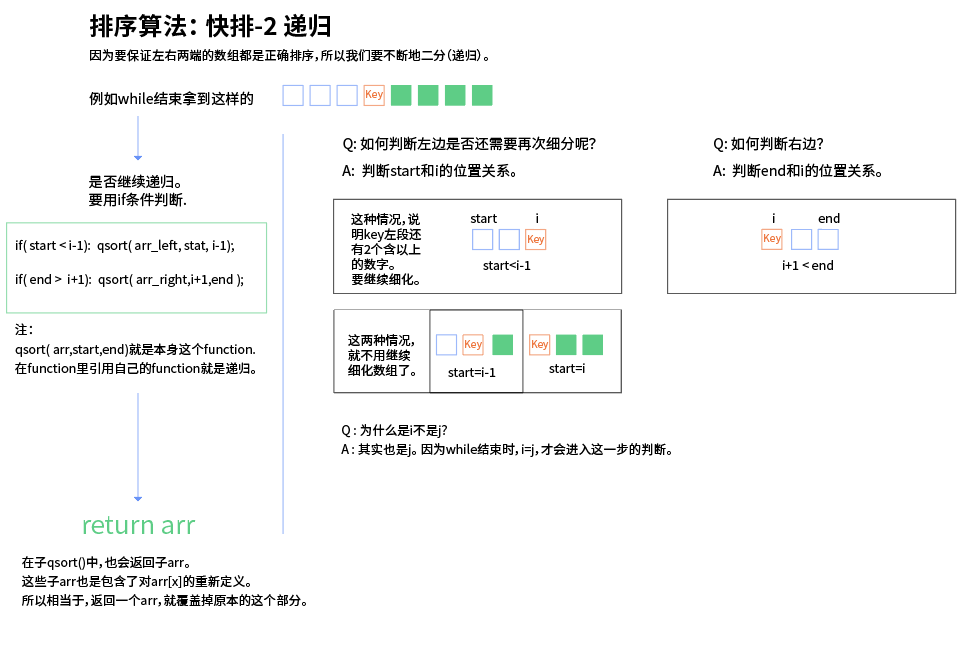 排序算法：快排-2 递归
因为要保证左右两端的数组都是正确排序，所以我们要不断地二分（递归）。
例如while结束拿到这样的
Key
是否继续递归。
要用if条件判断.
if( start < i-1):  qsort( arr_left, stat, i-1);
if( end >  i+1):  qsort( arr_right,i+1,end );
注：
qsort( arr,start,end)就是本身这个function.
在function里引用自己的function就是递归。
return arr
在子qsort()中，也会返回子arr。
这些子arr也是包含了对arr[x]的重新定义。
所以相当于，返回一个arr，就覆盖掉原本的这个部分。
Q: 如何判断左边是否还需要再次细分呢？
A:  判断start和i的位置关系。
这种情况，说
明key左段还
有2个含以上
的数字。
要继续细化。
start
i
Key
start<i-1
这两种情况，
就不用继续
细化数组了。
Key
start=i-1
Key
start=i
Q : 为什么是i不是j？
A : 其实也是j。因为while结束时，i=j，才会进入这一步的判断。
Q: 如何判断右边？
A:  判断end和i的位置关系。
i
end
Key
i+1 < end